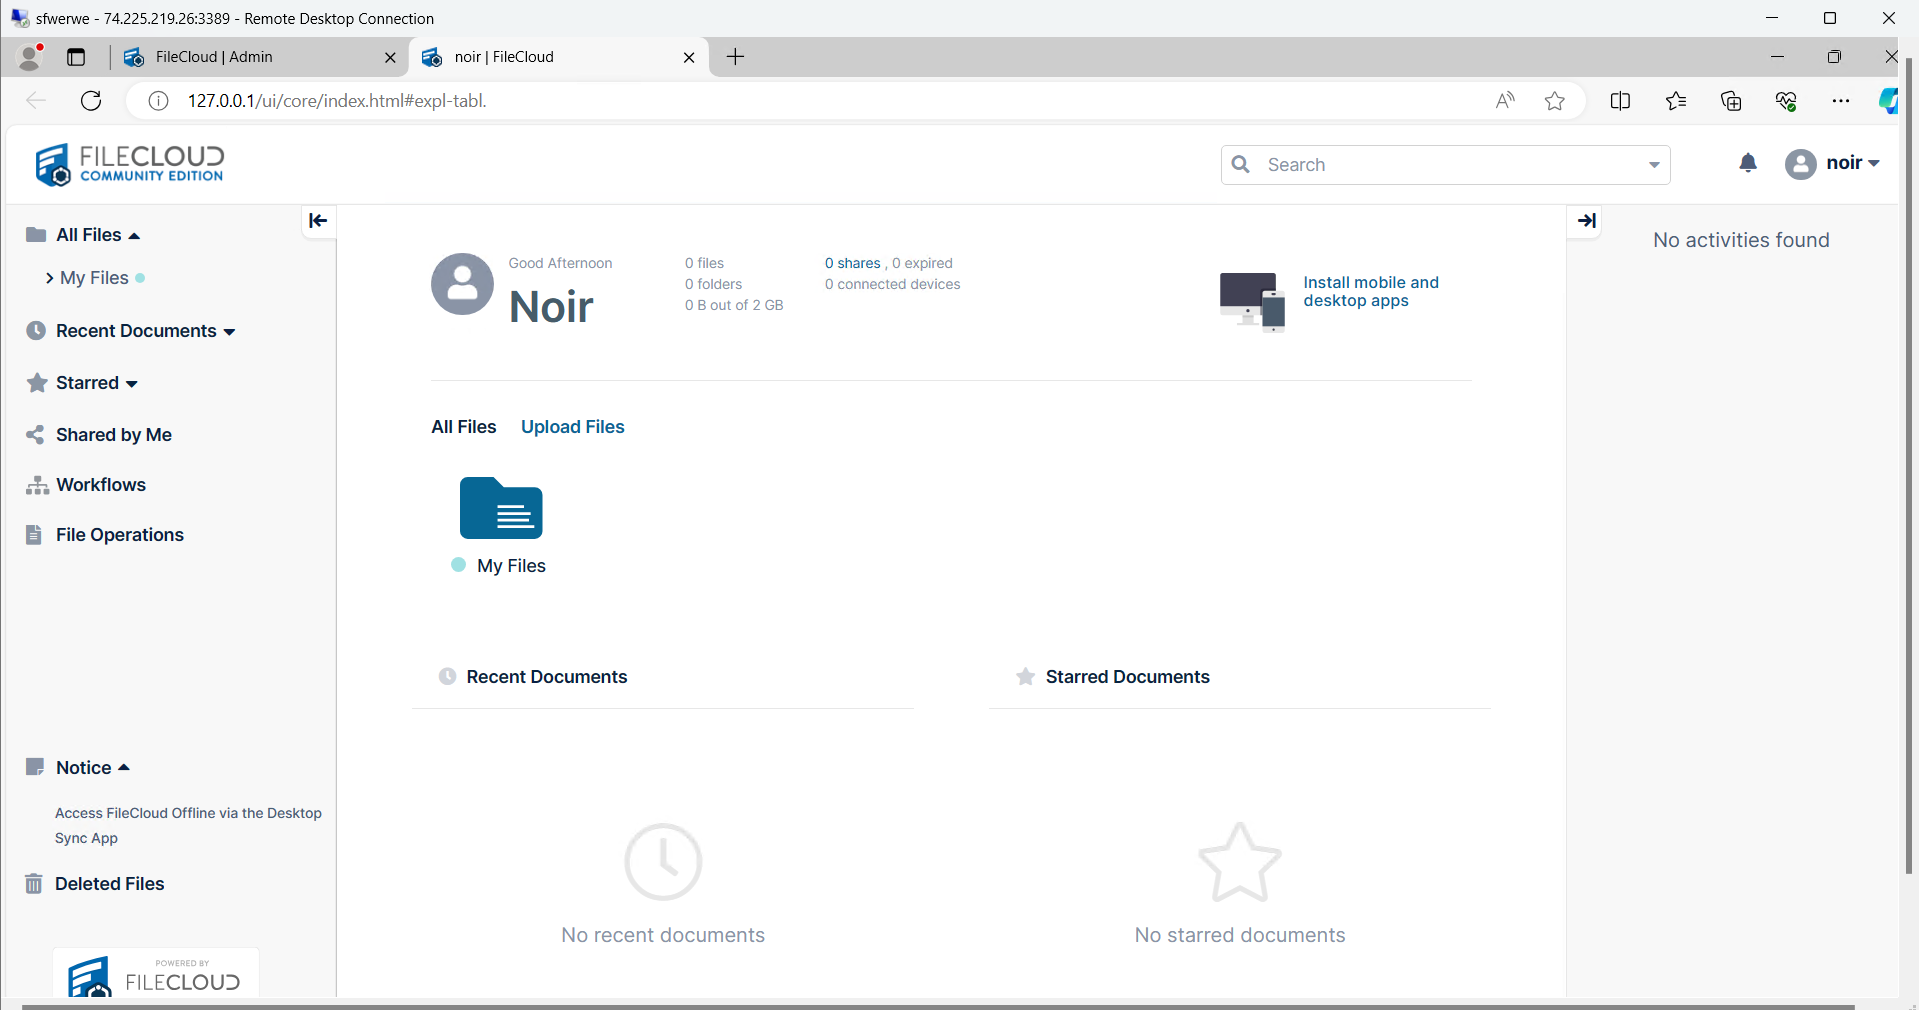 sfwerwe - 74.225.219.26:3389 - Remote Desktop Connection
FileCloud | Admin
noir | FileCloud
127.0.0.1/ui/core/index.html#expl-tabl.
FILECLOUD
COMMUNITY EDITION
Search
noir
All Files
My Files
Recent Documents
Starred
Shared by Me
Workflows
File Operations
Notice
Access FileCloud Offline via the Desktop
Sync App
Deleted Files
POWERED BY
FILECLOUD
Good Afternoon
Noir
0 files
0 folders
0 B out of 2 GB
0 shares , 0 expired
0 connected devices
Install mobile and
desktop apps
All Files Upload Files
My Files
Recent Documents
No recent documents
Starred Documents
No starred documents
No activities found